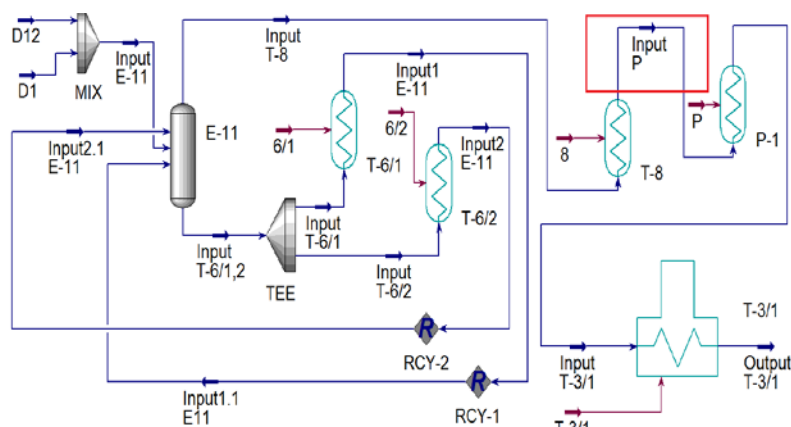 D12
D1
MIX
Input
E-11
Input
T-8
Input1
E-11
Input
P
E-11
6/1
6/2
T-6/1
Input2
E-11
T-6/2
8
T-8
P
P-1
Input2.1
E-11
Input
T-6/1,2
TEE
Input
T-6/1
Input
T-6/2
R
RCY-2
Input1.1
E11
R
RCY-1
Input
T-3/1
T-3/1
Output
T-3/1
T-3/1